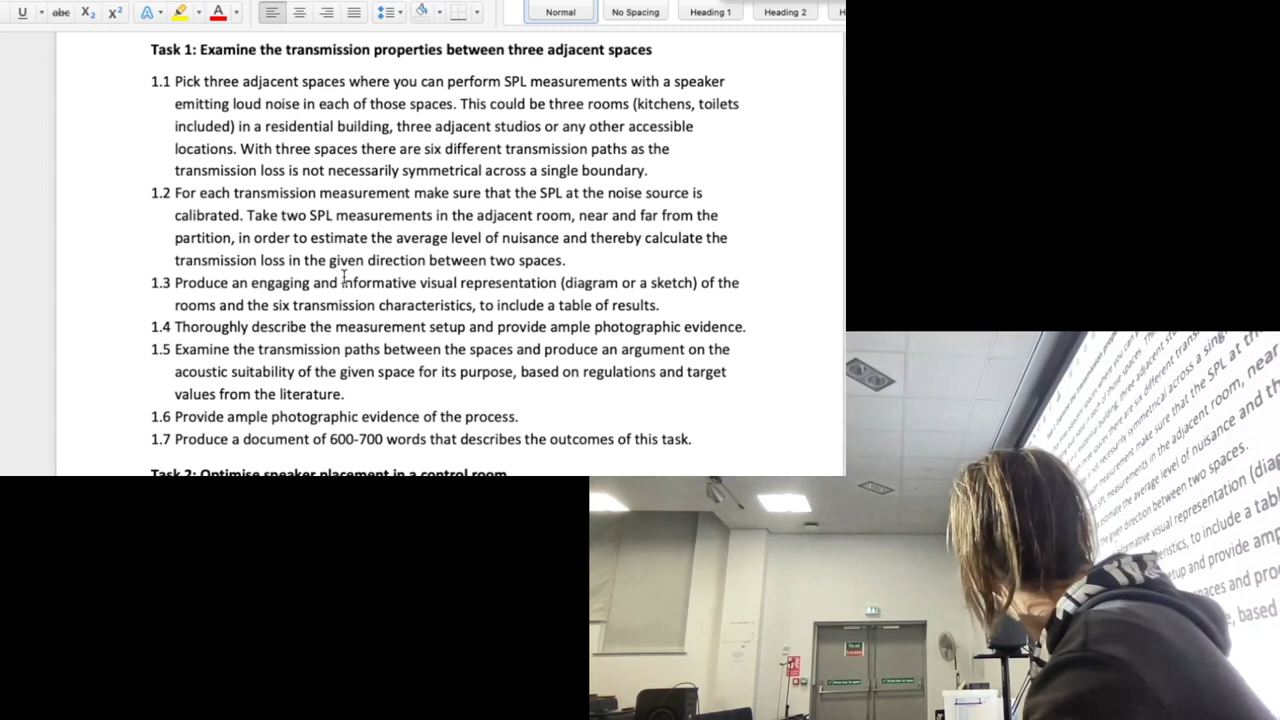 U abc X2 X2 A A
Normal No Spacing Heading 1 Heading 2 H
Task 1: Examine the transmission properties between three adjacent spaces
1.1 Pick three adjacent spaces where you can perform SPL measurements with a speaker
emitting loud noise in each of those spaces. This could be three rooms (kitchens, toilets
included) in a residential building, three adjacent studios or any other accessible
locations. With three spaces there are six different transmission paths as the
transmission loss is not necessarily symmetrical across a single boundary.
1.2 For each transmission measurement make sure that the SPL at the noise source is
calibrated. Take two SPL measurements in the adjacent room, near and far from the
partition, in order to estimate the average level of nuisance and thereby calculate the
transmission loss in the given direction between two spaces.
1.3 Produce an engaging and informative visual representation (diagram or a sketch) of the
rooms and the six transmission characteristics, to include a table of results.
1.4 Thoroughly describe the measurement setup and provide ample photographic evidence.
1.5 Examine the transmission paths between the spaces and produce an argument on the
acoustic suitability of the given space for its purpose, based on regulations and target
values from the literature.
1.6 Provide ample photographic evidence of the process.
1.7 Produce a document of 600-700 words that describes the outcomes of this task.
Task 2: Optimise speaker placement in a control room